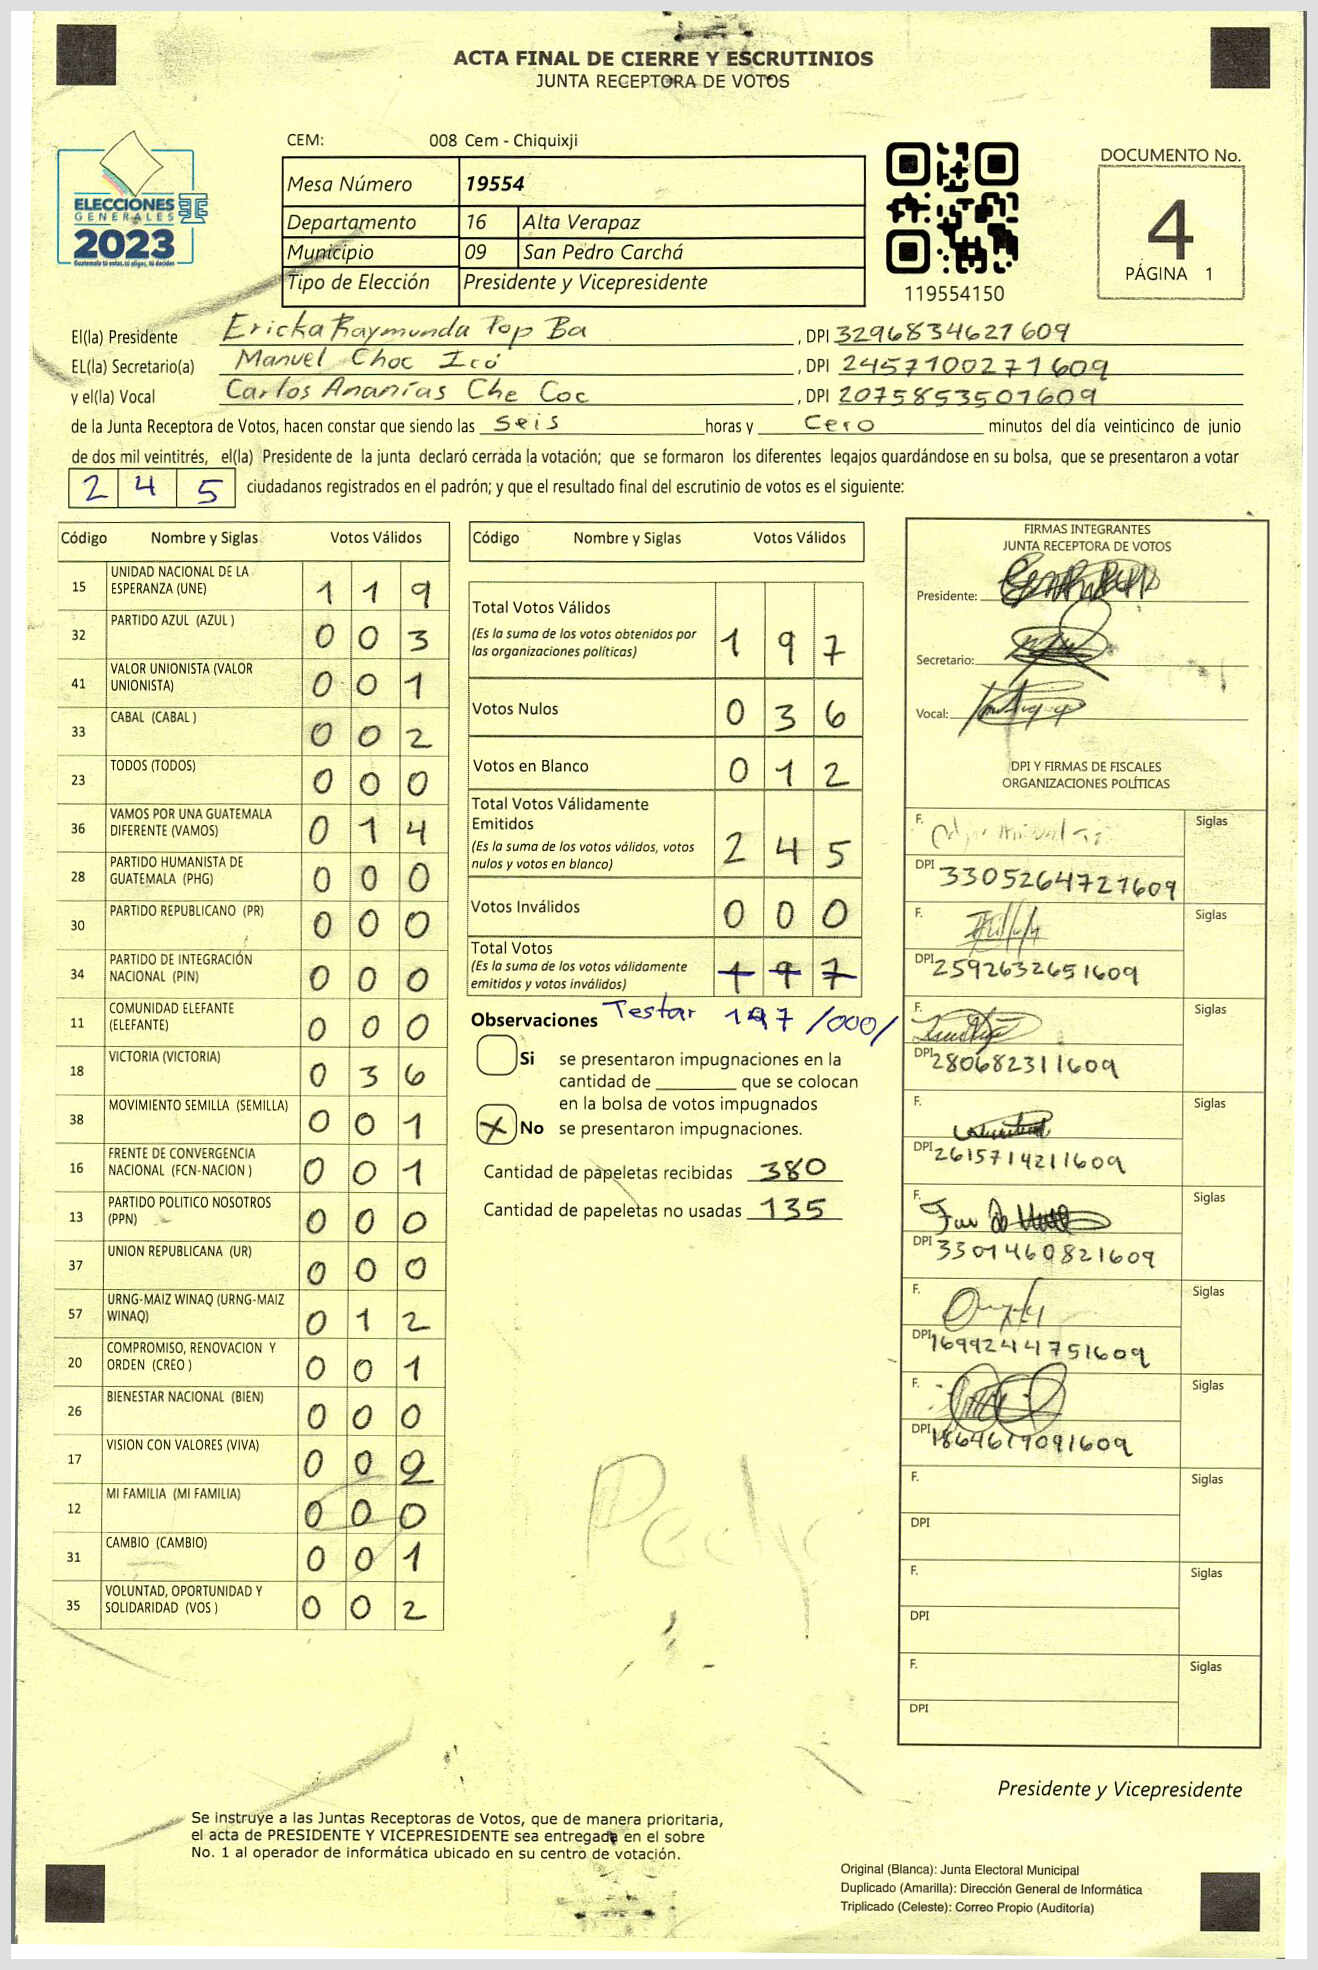 ACTA FINAL DE CIERRE Y ESCRUTINIOS
JUNTA RECEPTORA DE VOTOS
CEM: 008 Cem - Chiquixji
ELECCIONES
GENERALES
2023
Guatemala tú votas, tú eliges, tú decides
Mesa Número 19554
Departamento 16 Alta Verapaz
Municipio 09 San Pedro Carchá
Tipo de Elección Presidente y Vicepresidente
119554150
DOCUMENTO No.
4
PÁGINA 1
El(la) Presidente Ericka Raymunda Pop Ba , DPI 3296834627609
EL(la) Secretario(a) Manuel Choc Icó , DPI 2457100271609
y el(la) Vocal Carlos Ananías Che Coc , DPI 2075853501609
de la Junta Receptora de Votos, hacen constar que siendo las seis horas y cero minutos del día veinticinco de junio
de dos mil veintitrés, el(la) Presidente de la junta declaró cerrada la votación; que se formaron los diferentes legajos guardándose en su bolsa, que se presentaron a votar
2 4 5 ciudadanos registrados en el padrón; y que el resultado final del escrutinio de votos es el siguiente:
Código Nombre y Siglas Votos Válidos
15 UNIDAD NACIONAL DE LA ESPERANZA (UNE) 1 1 9
32 PARTIDO AZUL (AZUL ) 0 0 3
41 VALOR UNIONISTA (VALOR UNIONISTA) 0 0 1
33 CABAL (CABAL ) 0 0 2
23 TODOS (TODOS) 0 0 0
36 VAMOS POR UNA GUATEMALA DIFERENTE (VAMOS) 0 1 4
28 PARTIDO HUMANISTA DE GUATEMALA (PHG) 0 0 0
30 PARTIDO REPUBLICANO (PR) 0 0 0
34 PARTIDO DE INTEGRACIÓN NACIONAL (PIN) 0 0 0
11 COMUNIDAD ELEFANTE (ELEFANTE) 0 0 0
18 VICTORIA (VICTORIA) 0 3 6
38 MOVIMIENTO SEMILLA (SEMILLA) 0 0 1
16 FRENTE DE CONVERGENCIA NACIONAL (FCN-NACION ) 0 0 1
13 PARTIDO POLITICO NOSOTROS (PPN) 0 0 0
37 UNION REPUBLICANA (UR) 0 0 0
57 URNG-MAIZ WINAQ (URNG-MAIZ WINAQ) 0 1 2
20 COMPROMISO, RENOVACION Y ORDEN (CREO ) 0 0 1
26 BIENESTAR NACIONAL (BIEN) 0 0 0
17 VISION CON VALORES (VIVA) 0 0
12 MI FAMILIA (MI FAMILIA) 0 0 0
31 CAMBIO (CAMBIO) 0 0 1
35 VOLUNTAD, OPORTUNIDAD Y SOLIDARIDAD (VOS ) 0 0 2
Código Nombre y Siglas Votos Válidos
Total Votos Válidos
(Es la suma de los votos obtenidos por
las organizaciones políticas) 1 9 7
Votos Nulos 0 3 6
Votos en Blanco 0 1 2
Total Votos Válidamente
Emitidos
(Es la suma de los votos válidos, votos
nulos y votos en blanco) 2 4 5
Votos Inválidos 0 0 0
Total Votos
(Es la suma de los votos válidamente
emitidos y votos inválidos) 1 9 7
Observaciones Testar 197 /000/
Si se presentaron impugnaciones en la
cantidad de ________ que se colocan
en la bolsa de votos impugnados
X No se presentaron impugnaciones.
Cantidad de papeletas recibidas 380
Cantidad de papeletas no usadas 135
FIRMAS INTEGRANTES
JUNTA RECEPTORA DE VOTOS
Presidente:
Secretario:
Vocal:
DPI Y FIRMAS DE FISCALES
ORGANIZACIONES POLÍTICAS
F. Siglas
DPI 3305264727609
F. Siglas
DPI 2592632651609
F. Siglas
DPI 280682311609
F. Siglas
DPI 2615714211609
F. Siglas
DPI 3301460821609
F. Siglas
DPI 1699244751609
F. Siglas
DPI 1864617091609
F. Siglas
DPI
F. Siglas
DPI
F. Siglas
DPI
Pedro
Presidente y Vicepresidente
Se instruye a las Juntas Receptoras de Votos, que de manera prioritaria,
el acta de PRESIDENTE Y VICEPRESIDENTE sea entregada en el sobre
No. 1 al operador de informática ubicado en su centro de votación.
Original (Blanca): Junta Electoral Municipal
Duplicado (Amarilla): Dirección General de Informática
Triplicado (Celeste): Correo Propio (Auditoría)